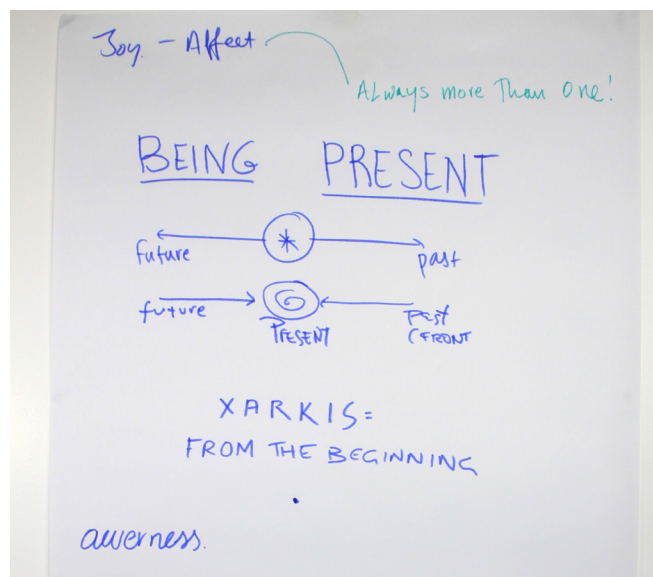 Joy. - Affect
Always more Than One!
BEING PRESENT
future past
future PRESENT PAST
(FRONT
XARKIS =
FROM THE BEGINNING
awerness.